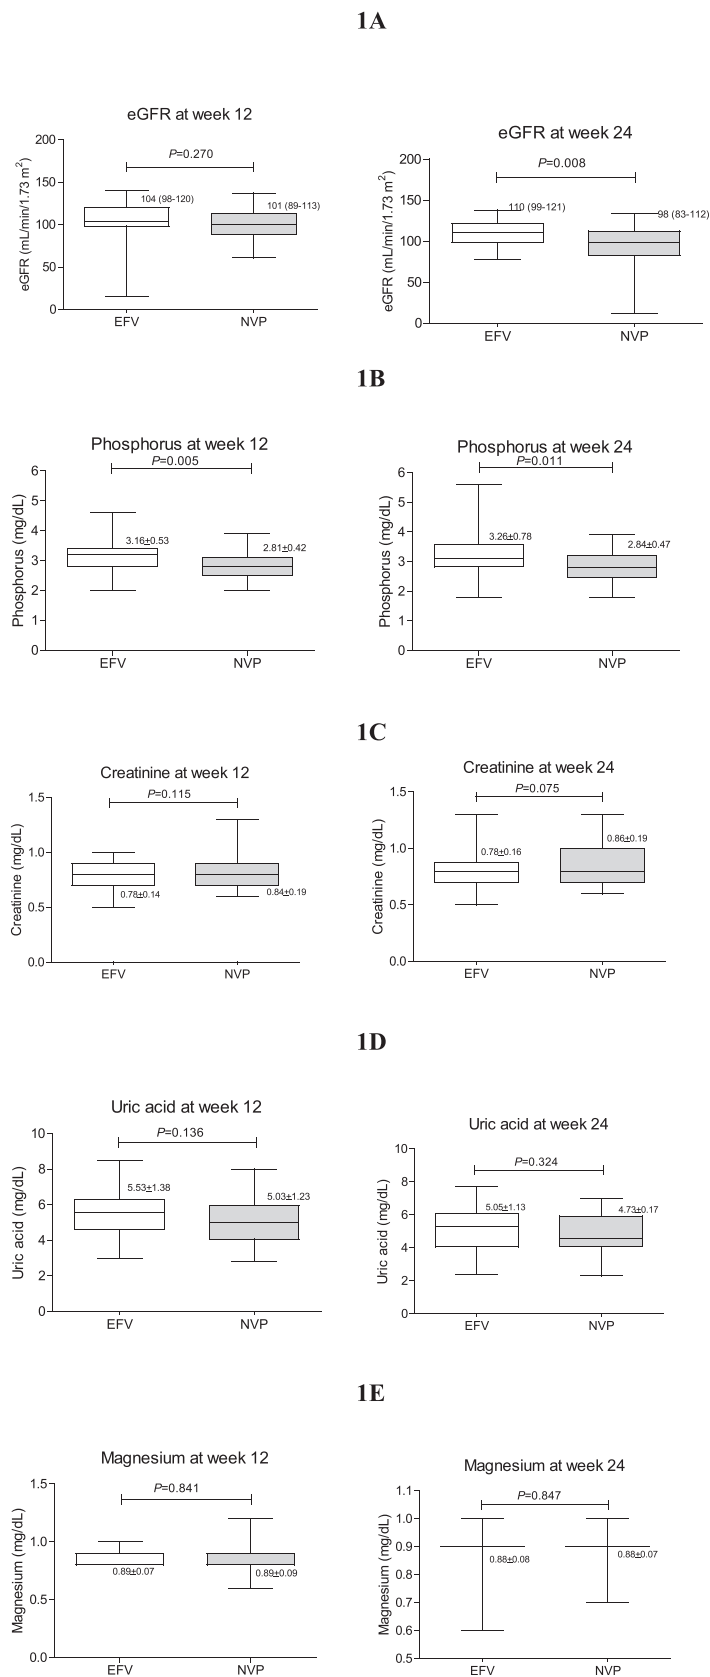 1A
eGFR at week 12
200
150
100
50
0
eGFR (mL/min/1.73 m²)
P=0.270
104 (98-120)
101 (89-113)
EFV
NVP
eGFR at week 24
200
150
100
50
0
eGFR (mL/min/1.73 m²)
P=0.008
110 (99-121)
98 (83-112)
EFV
NVP
1B
Phosphorus at week 12
P=0.005
6
5
4
3
2
1
0
Phosphorus (mg/dL)
3.16±0.53
2.81±0.42
EFV
NVP
Phosphorus at week 24
P=0.011
6
5
4
3
2
1
0
Phosphorus (mg/dL)
3.26±0.78
2.84±0.47
EFV
NVP
1C
Creatinine at week 12
P=0.115
1.5
1.0
0.5
0.0
Creatinine (mg/dL)
0.78±0.14
0.84±0.19
EFV
NVP
Creatinine at week 24
P=0.075
1.5
1.0
0.5
0.0
Creatinine (mg/dL)
0.78±0.16
0.86±0.19
EFV
NVP
1D
Uric acid at week 12
P=0.136
10
8
6
4
2
0
Uric acid (mg/dL)
5.53±1.38
5.03±1.23
EFV
NVP
Uric acid at week 24
P=0.324
10
8
6
4
2
0
Uric acid (mg/dL)
5.05±1.13
4.73±0.17
EFV
NVP
1E
Magnesium at week 12
P=0.841
1.5
1.0
0.5
0.0
Magnesium (mg/dL)
0.89±0.07
0.89±0.09
EFV
NVP
Magnesium at week 24
P=0.847
1.1
1.0
0.9
0.8
0.7
0.6
0.5
Magnesium (mg/dL)
0.88±0.08
0.88±0.07
EFV
NVP